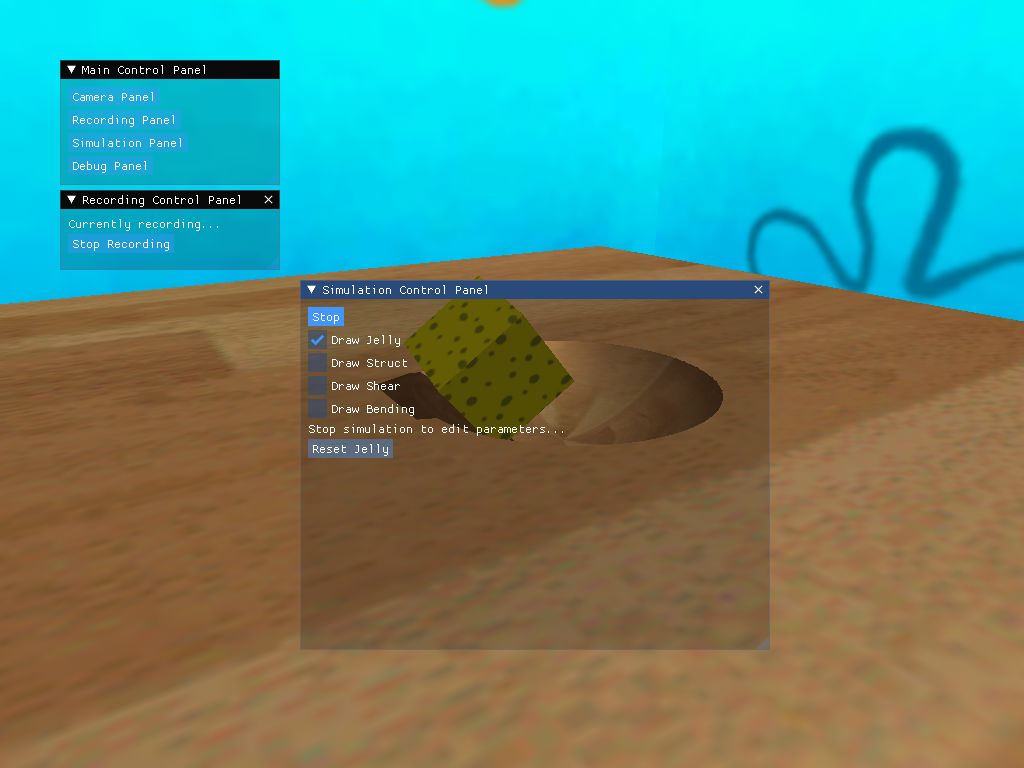 Main Control Panel
Camera Panel
Recording Panel
Simulation Panel
Debug Panel
Recording Control Panel
Currently recording...
Stop Recording
Simulation Control Panel
Stop
Draw Jelly
Draw Struct
Draw Shear
Draw Bending
Stop simulation to edit parameters...
Reset Jelly